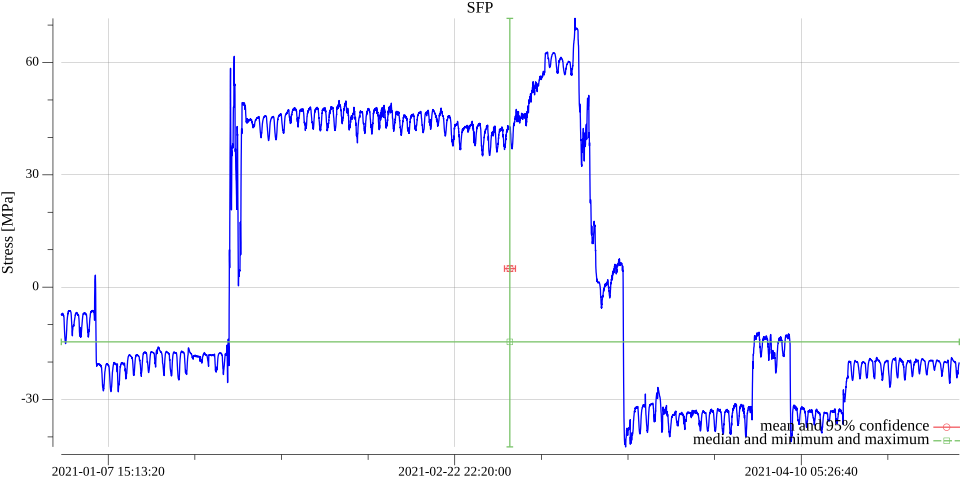 SFP
60
30
0
-30
Stress [MPa]
mean and 95% confidence
median and minimum and maximum
2021-01-07 15:13:20
2021-02-22 22:20:00
2021-04-10 05:26:40